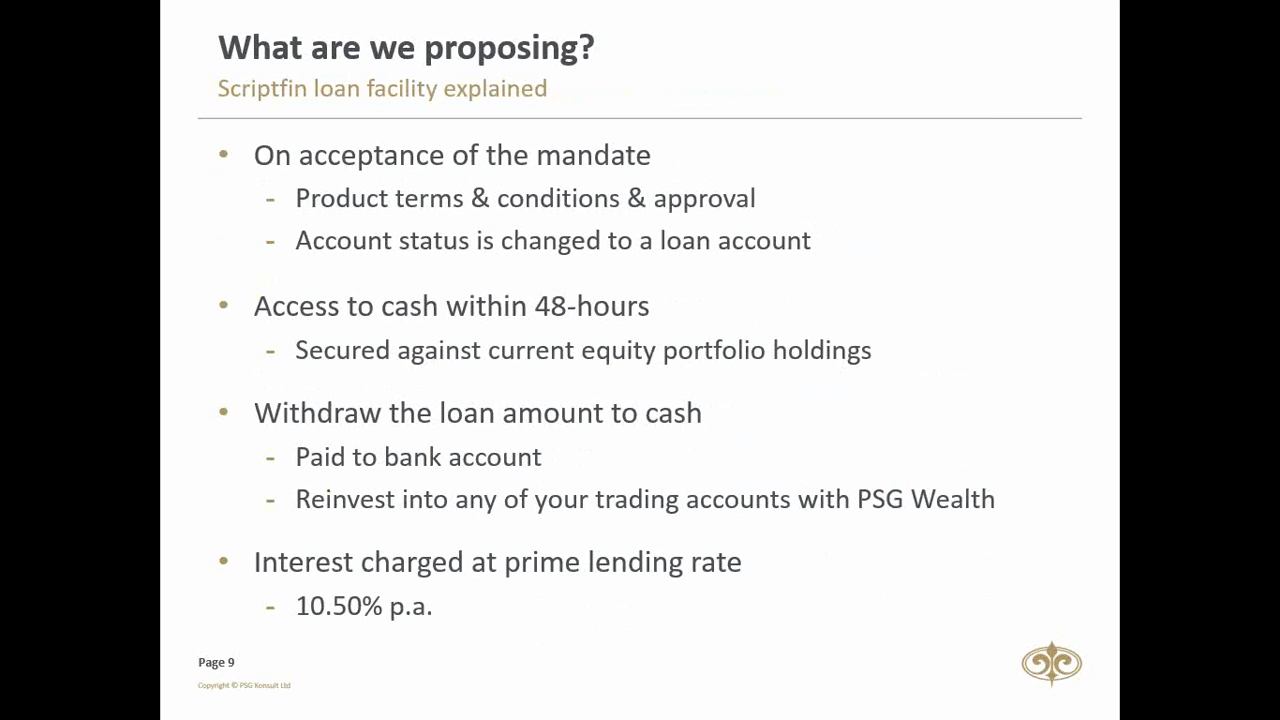 What are we proposing?
Scriptfin loan facility explained
• On acceptance of the mandate
- Product terms & conditions & approval
- Account status is changed to a loan account
• Access to cash within 48-hours
- Secured against current equity portfolio holdings
• Withdraw the loan amount to cash
- Paid to bank account
- Reinvest into any of your trading accounts with PSG Wealth
• Interest charged at prime lending rate
- 10.50% p.a.
Page 9
Copyright © PSG Konsult Ltd